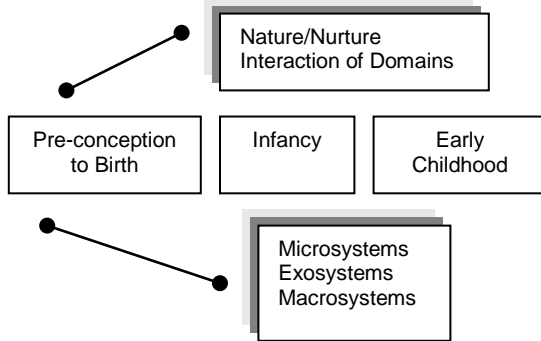 Nature/Nurture
Interaction of Domains
Pre-conception
to Birth
Infancy
Early
Childhood
Microsystems
Exosystems
Macrosystems